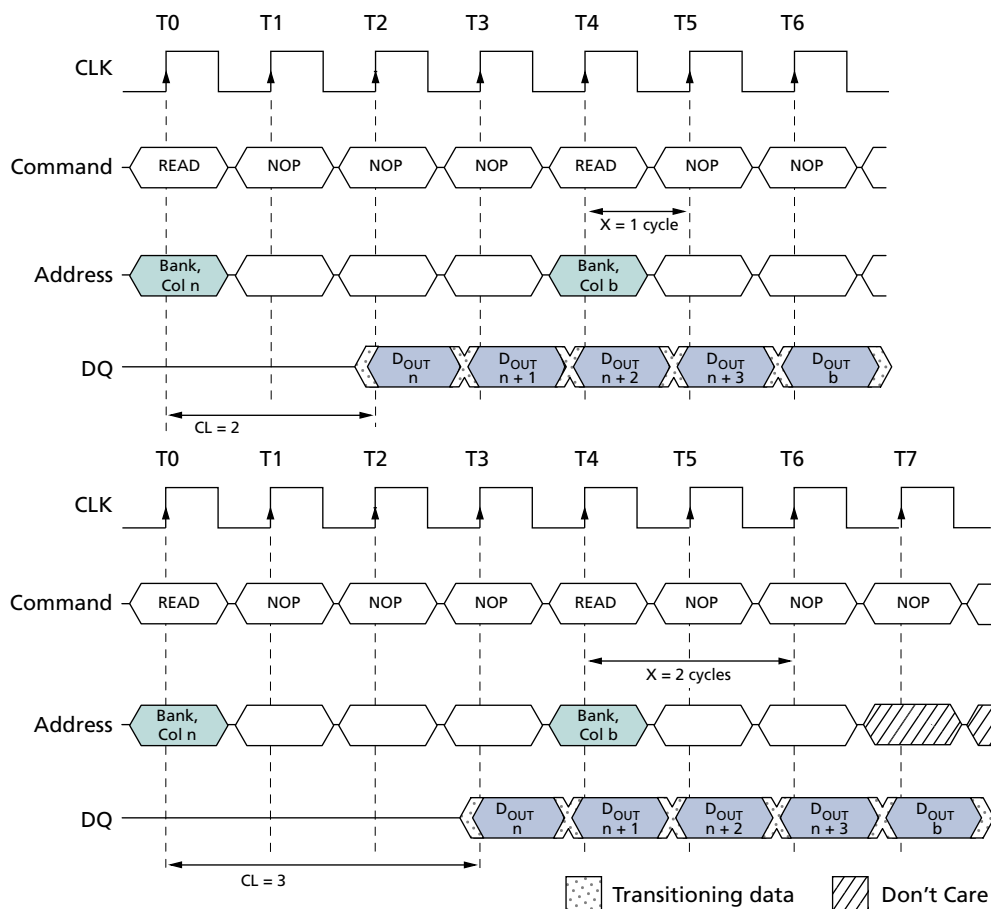 T0 T1 T2 T3 T4 T5 T6
CLK
Command READ NOP NOP NOP READ NOP NOP
X = 1 cycle
Address Bank, Col n Bank, Col b
DQ DOUT n DOUT n + 1 DOUT n + 2 DOUT n + 3 DOUT b
CL = 2
T0 T1 T2 T3 T4 T5 T6 T7
CLK
Command READ NOP NOP NOP READ NOP NOP NOP
X = 2 cycles
Address Bank, Col n Bank, Col b
DQ DOUT n DOUT n + 1 DOUT n + 2 DOUT n + 3 DOUT b
CL = 3
Transitioning data Don't Care